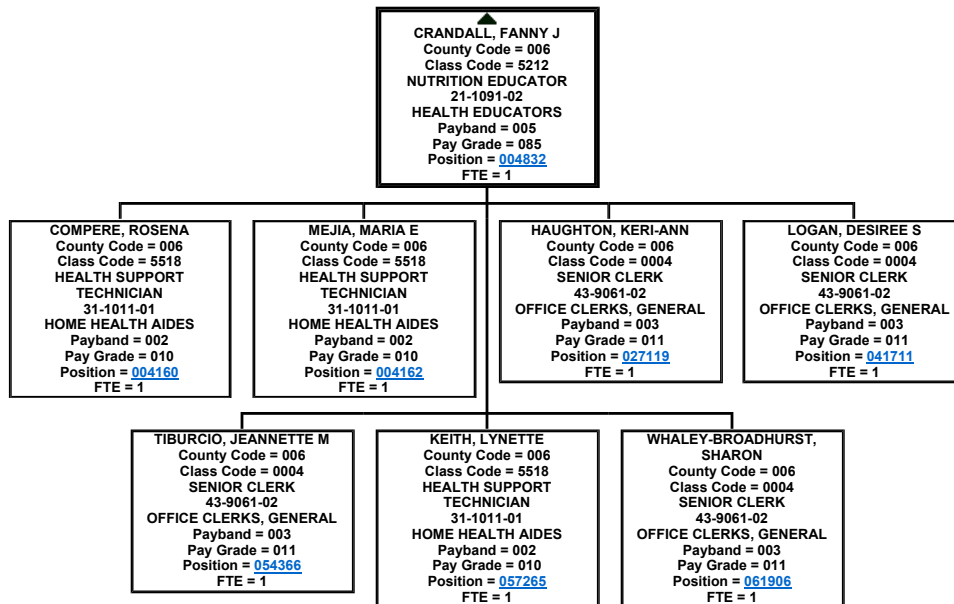 CRANDALL, FANNY J
County Code = 006
Class Code = 5212
NUTRITION EDUCATOR
21-1091-02
HEALTH EDUCATORS
Payband = 005
Pay Grade = 085
Position = 004832
FTE = 1
COMPERE, ROSENA
County Code = 006
Class Code = 5518
HEALTH SUPPORT
TECHNICIAN
31-1011-01
HOME HEALTH AIDES
Payband = 002
Pay Grade = 010
Position = 004160
FTE = 1
MEJIA, MARIA E
County Code = 006
Class Code = 5518
HEALTH SUPPORT
TECHNICIAN
31-1011-01
HOME HEALTH AIDES
Payband = 002
Pay Grade = 010
Position = 004162
FTE = 1
HAUGHTON, KERI-ANN
County Code = 006
Class Code = 0004
SENIOR CLERK
43-9061-02
OFFICE CLERKS, GENERAL
Payband = 003
Pay Grade = 011
Position = 027119
FTE = 1
LOGAN, DESIREE S
County Code = 006
Class Code = 0004
SENIOR CLERK
43-9061-02
OFFICE CLERKS, GENERAL
Payband = 003
Pay Grade = 011
Position = 041711
FTE = 1
TIBURCIO, JEANNETTE M
County Code = 006
Class Code = 0004
SENIOR CLERK
43-9061-02
OFFICE CLERKS, GENERAL
Payband = 003
Pay Grade = 011
Position = 054366
FTE = 1
KEITH, LYNETTE
County Code = 006
Class Code = 5518
HEALTH SUPPORT
TECHNICIAN
31-1011-01
HOME HEALTH AIDES
Payband = 002
Pay Grade = 010
Position = 057265
FTE = 1
WHALEY-BROADHURST,
SHARON
County Code = 006
Class Code = 0004
SENIOR CLERK
43-9061-02
OFFICE CLERKS, GENERAL
Payband = 003
Pay Grade = 011
Position = 061906
FTE = 1